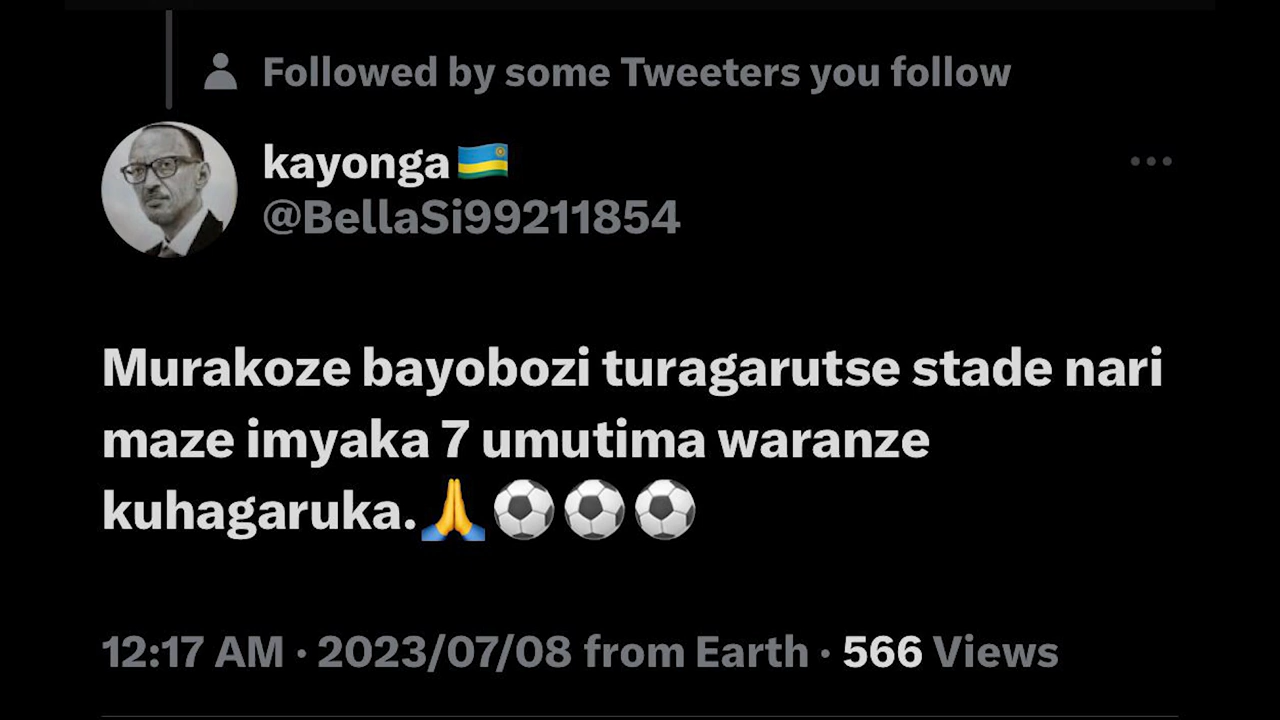 Followed by some Tweeters you follow
kayonga🇷🇼
@BellaSi99211854
Murakoze bayobozi turagarutse stade nari
maze imyaka 7 umutima waranze
kuhagaruka.🙏⚽⚽⚽
12:17 AM · 2023/07/08 from Earth · 566 Views